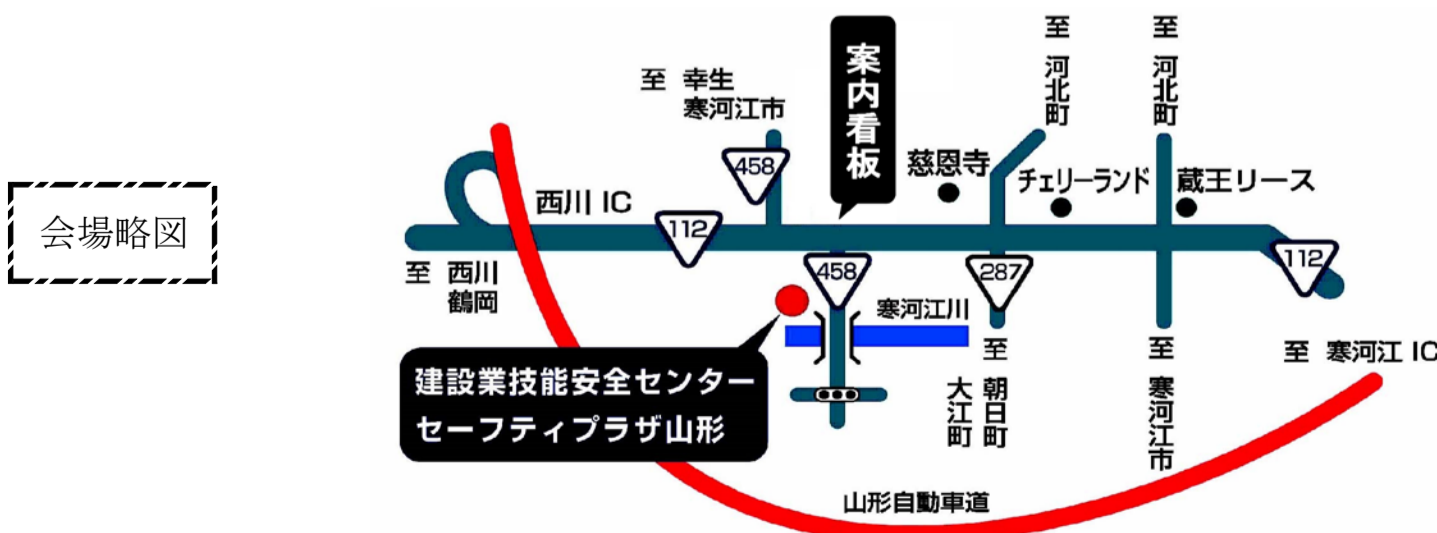 会場略図
至 幸生
寒河江市
案内看板
至 河北町
至 河北町
458
慈恩寺
チェリーランド
蔵王リース
西川 IC
112
至 西川
鶴岡
458
287
112
寒河江川
建設業技能安全センター
セーフティプラザ山形
至 朝日町
大江町
至 寒河江市
至 寒河江 IC
山形自動車道